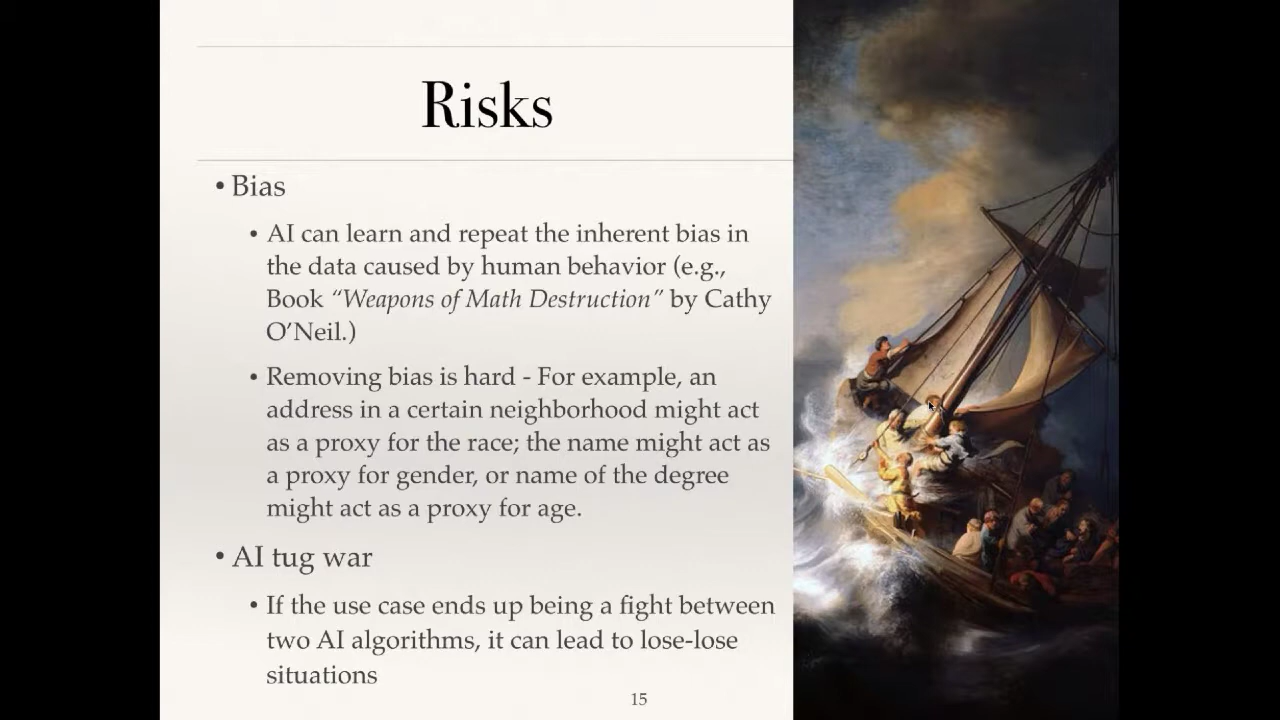 Risks
• Bias
• AI can learn and repeat the inherent bias in
the data caused by human behavior (e.g.,
Book “Weapons of Math Destruction” by Cathy
O’Neil.)
• Removing bias is hard - For example, an
address in a certain neighborhood might act
as a proxy for the race; the name might act as
a proxy for gender, or name of the degree
might act as a proxy for age.
• AI tug war
• If the use case ends up being a fight between
two AI algorithms, it can lead to lose-lose
situations
15